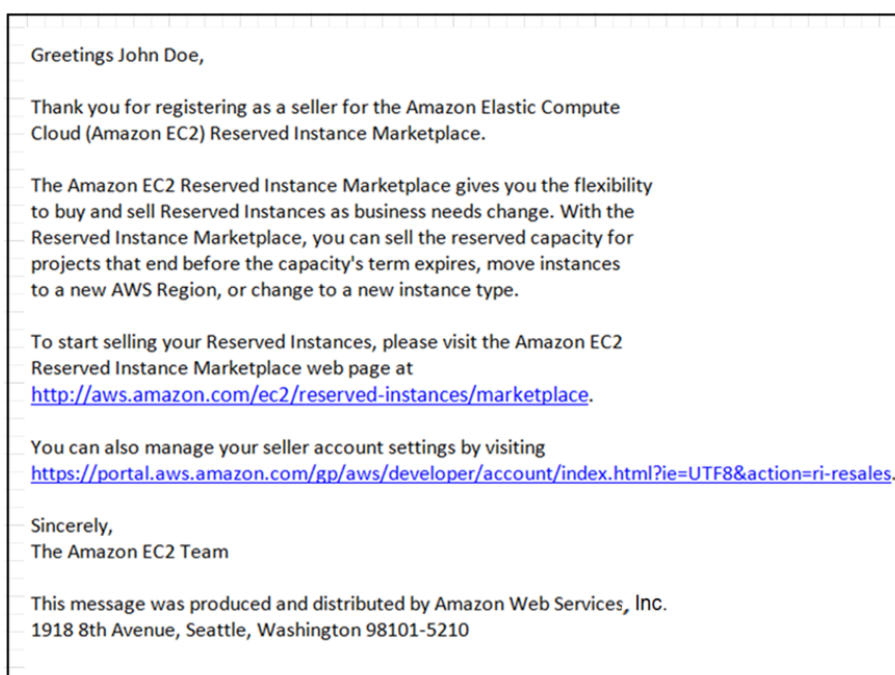 Greetings John Doe,
Thank you for registering as a seller for the Amazon Elastic Compute
Cloud (Amazon EC2) Reserved Instance Marketplace.
The Amazon EC2 Reserved Instance Marketplace gives you the flexibility
to buy and sell Reserved Instances as business needs change. With the
Reserved Instance Marketplace, you can sell the reserved capacity for
projects that end before the capacity's term expires, move instances
to a new AWS Region, or change to a new instance type.
To start selling your Reserved Instances, please visit the Amazon EC2
Reserved Instance Marketplace web page at
http://aws.amazon.com/ec2/reserved-instances/marketplace.
You can also manage your seller account settings by visiting
https://portal.aws.amazon.com/gp/aws/developer/account/index.html?ie=UTF8&action=ri-resales.
Sincerely,
The Amazon EC2 Team
This message was produced and distributed by Amazon Web Services, Inc.
1918 8th Avenue, Seattle, Washington 98101-5210